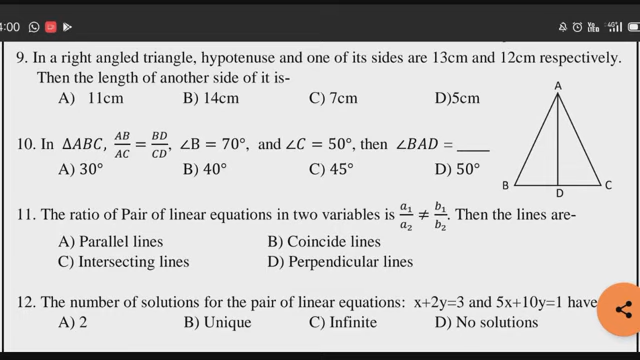 4:00
4G
9. In a right angled triangle, hypotenuse and one of its sides are 13cm and 12cm respectively.
Then the length of another side of it is-
A) 11cm B) 14cm C) 7cm D)5cm
A
10. In ΔABC, AB/AC = BD/CD, ∠B = 70°, and ∠C = 50°, then ∠BAD = ____
A) 30° B) 40° C) 45° D) 50°
B D C
11. The ratio of Pair of linear equations in two variables is a₁/a₂ ≠ b₁/b₂. Then the lines are-
A) Parallel lines B) Coincide lines
C) Intersecting lines D) Perpendicular lines
12. The number of solutions for the pair of linear equations: x+2y=3 and 5x+10y=1 have
A) 2 B) Unique C) Infinite D) No solutions